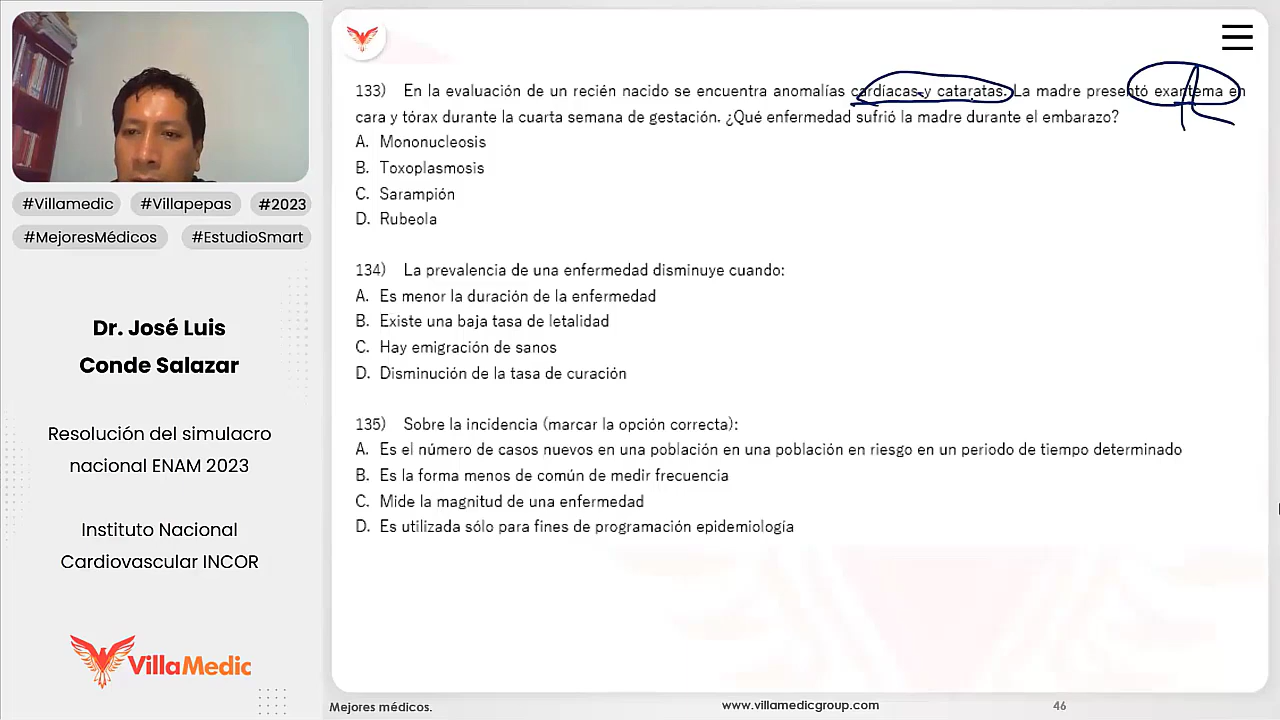 #Villamedic #Villapepas #2023
#MejoresMédicos #EstudioSmart
Dr. José Luis
Conde Salazar
Resolución del simulacro
nacional ENAM 2023
Instituto Nacional
Cardiovascular INCOR
VillaMedic
133) En la evaluación de un recién nacido se encuentra anomalías cardíacas y cataratas. La madre presentó exantema en
cara y tórax durante la cuarta semana de gestación. ¿Qué enfermedad sufrió la madre durante el embarazo?
A. Mononucleosis
B. Toxoplasmosis
C. Sarampión
D. Rubeola
134) La prevalencia de una enfermedad disminuye cuando:
A. Es menor la duración de la enfermedad
B. Existe una baja tasa de letalidad
C. Hay emigración de sanos
D. Disminución de la tasa de curación
135) Sobre la incidencia (marcar la opción correcta):
A. Es el número de casos nuevos en una población en una población en riesgo en un periodo de tiempo determinado
B. Es la forma menos de común de medir frecuencia
C. Mide la magnitud de una enfermedad
D. Es utilizada sólo para fines de programación epidemiología
Mejores médicos. www.villamedicgroup.com 46